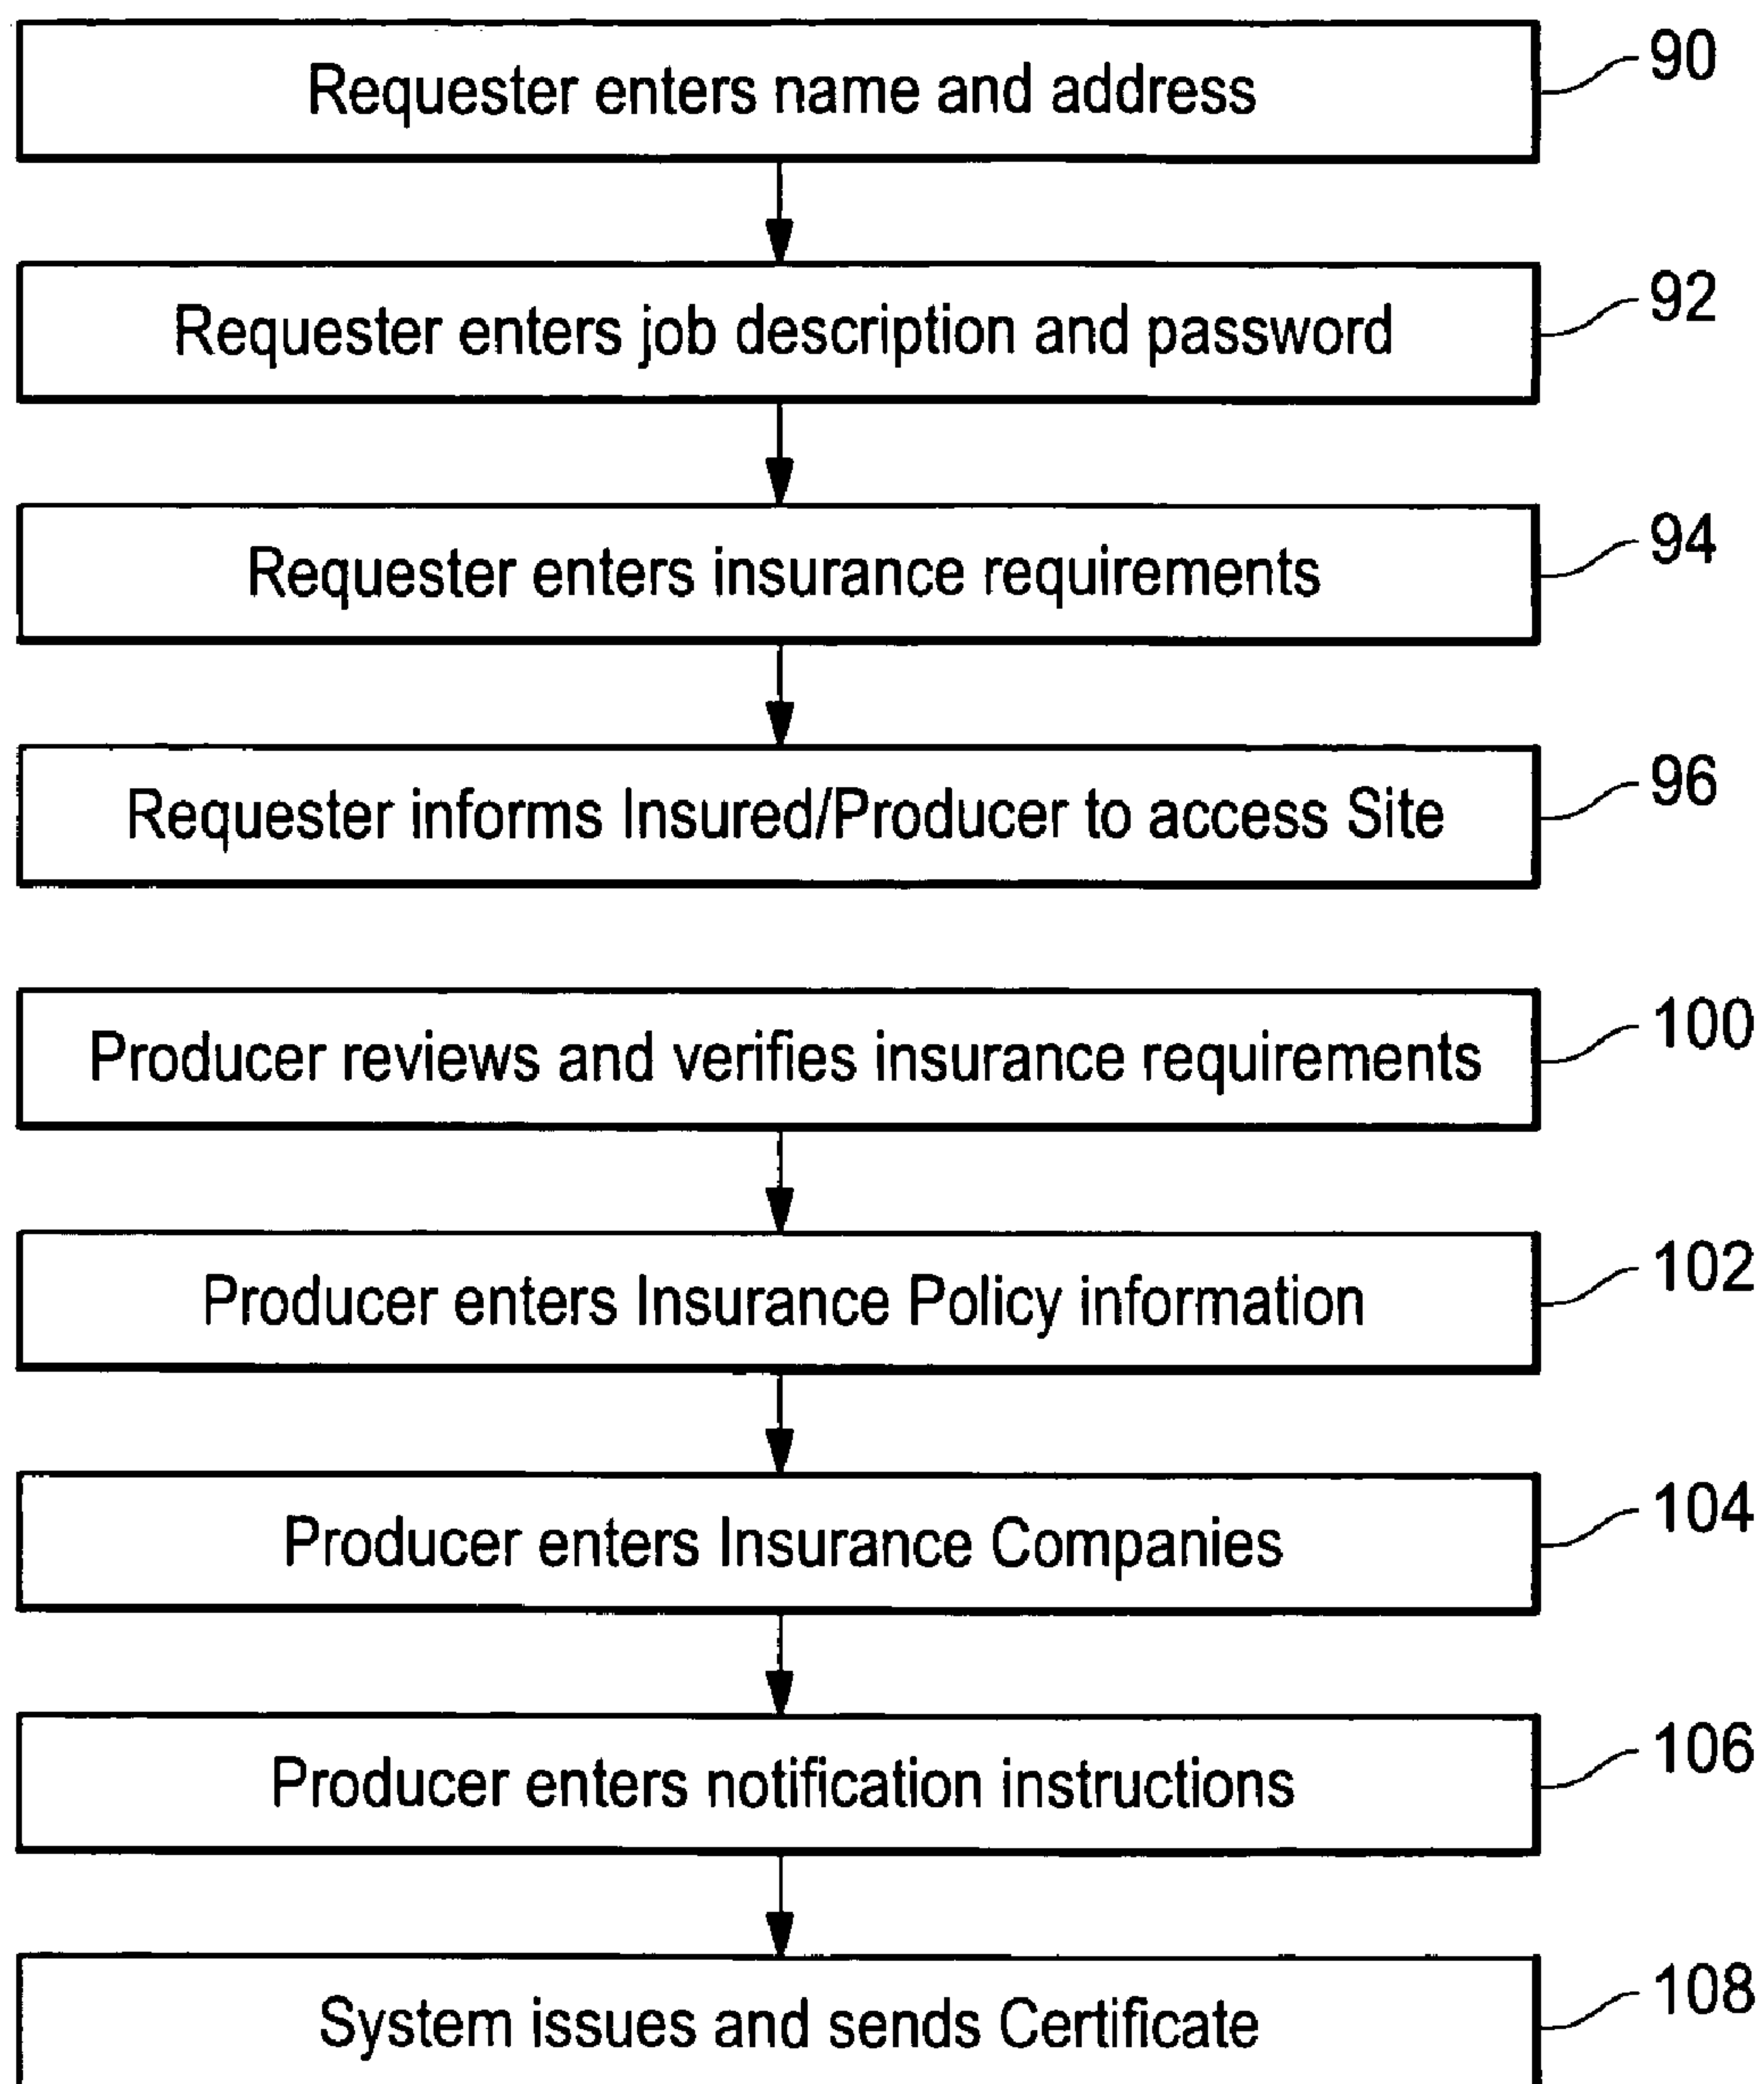 Requester enters name and address 90
Requester enters job description and password 92
Requester enters insurance requirements 94
Requester informs Insured/Producer to access Site 96
Producer reviews and verifies insurance requirements 100
Producer enters Insurance Policy information 102
Producer enters Insurance Companies 104
Producer enters notification instructions 106
System issues and sends Certificate 108